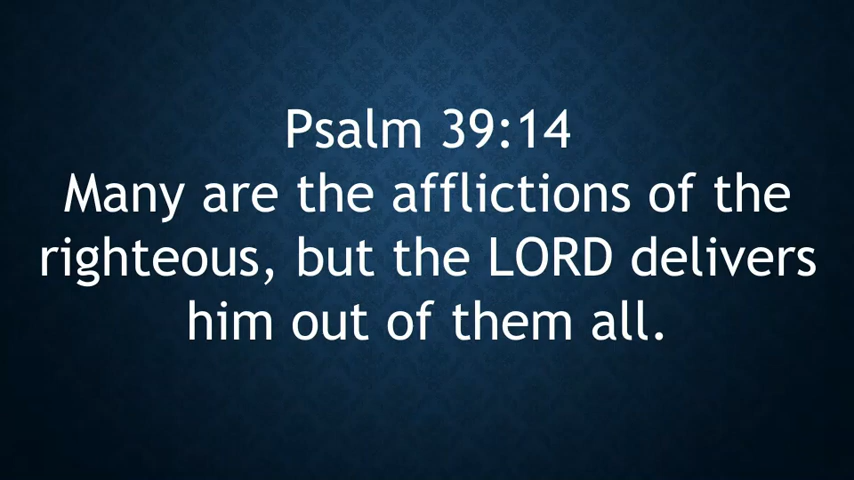 Psalm 39:14
Many are the afflictions of the
righteous, but the LORD delivers
him out of them all.